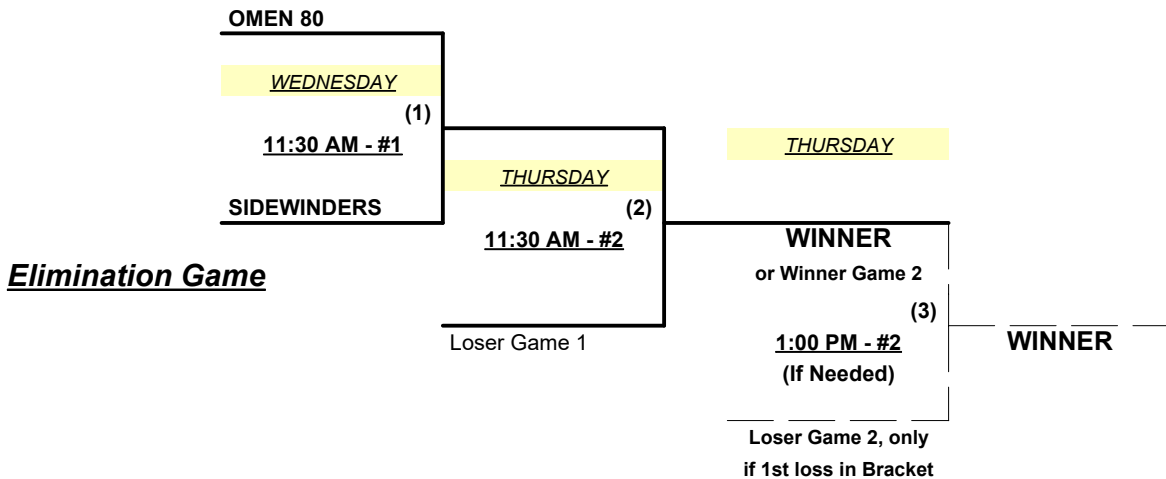 OMEN 80
WEDNESDAY
(1)
11:30 AM - #1
SIDEWINDERS
Elimination Game
THURSDAY
(2)
11:30 AM - #2
Loser Game 1
THURSDAY
WINNER
or Winner Game 2
(3)
1:00 PM - #2
(If Needed)
Loser Game 2, only
if 1st loss in Bracket
WINNER